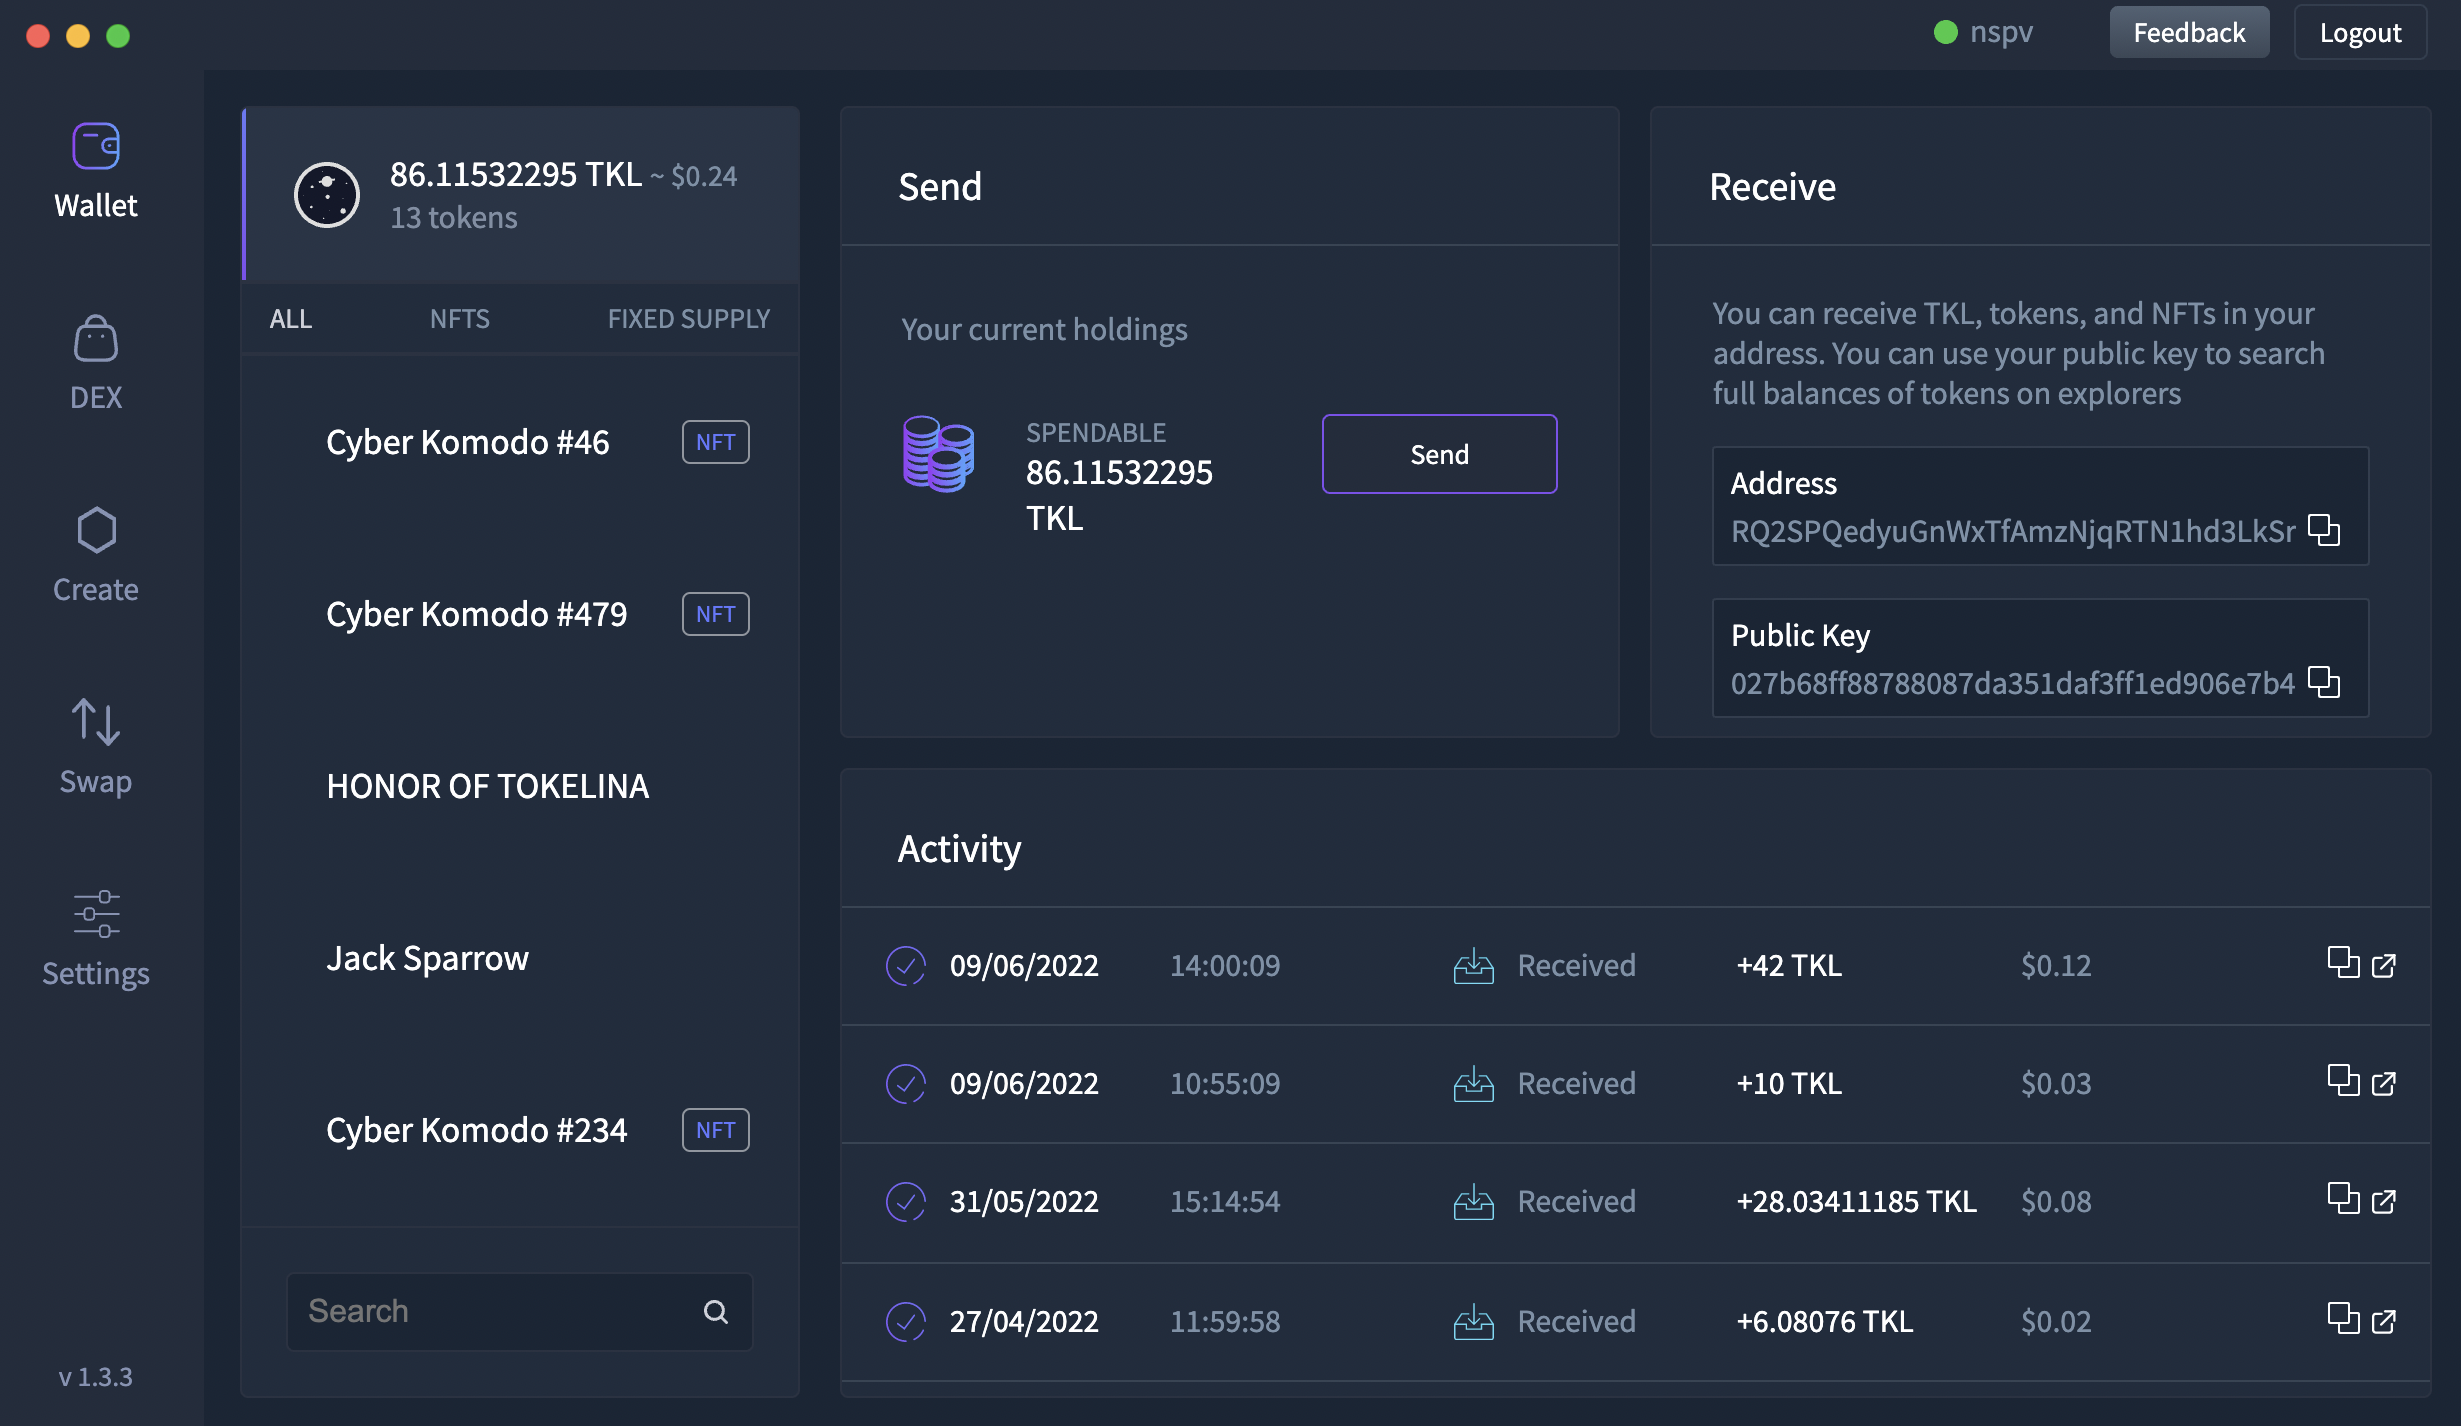 nspv
Feedback
Logout
Wallet
DEX
Create
Swap
Settings
v 1.3.3
86.11532295 TKL ~ $0.24
13 tokens
ALL NFTS FIXED SUPPLY
Cyber Komodo #46 NFT
Cyber Komodo #479 NFT
HONOR OF TOKELINA
Jack Sparrow
Cyber Komodo #234 NFT
Search
Send
Your current holdings
SPENDABLE
86.11532295
TKL
Send
Receive
You can receive TKL, tokens, and NFTs in your
address. You can use your public key to search
full balances of tokens on explorers
Address
RQ2SPQedyuGnWxTfAmzNjqRTN1hd3LkSr
Public Key
027b68ff88788087da351daf3ff1ed906e7b4
Activity
09/06/2022 14:00:09 Received +42 TKL $0.12
09/06/2022 10:55:09 Received +10 TKL $0.03
31/05/2022 15:14:54 Received +28.03411185 TKL $0.08
27/04/2022 11:59:58 Received +6.08076 TKL $0.02